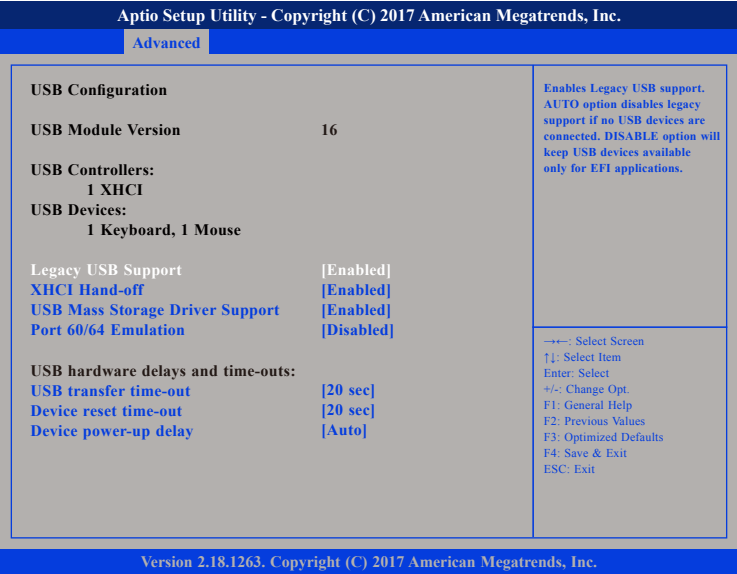 Aptio Setup Utility - Copyright (C) 2017 American Megatrends, Inc.
Advanced
USB Configuration
USB Module Version 16
USB Controllers:
1 XHCI
USB Devices:
1 Keyboard, 1 Mouse
Legacy USB Support [Enabled]
XHCI Hand-off [Enabled]
USB Mass Storage Driver Support [Enabled]
Port 60/64 Emulation [Disabled]
USB hardware delays and time-outs:
USB transfer time-out [20 sec]
Device reset time-out [20 sec]
Device power-up delay [Auto]
Enables Legacy USB support.
AUTO option disables legacy
support if no USB devices are
connected. DISABLE option will
keep USB devices available
only for EFI applications.
→←: Select Screen
↑↓: Select Item
Enter: Select
+/-: Change Opt.
F1: General Help
F2: Previous Values
F3: Optimized Defaults
F4: Save & Exit
ESC: Exit
Version 2.18.1263. Copyright (C) 2017 American Megatrends, Inc.